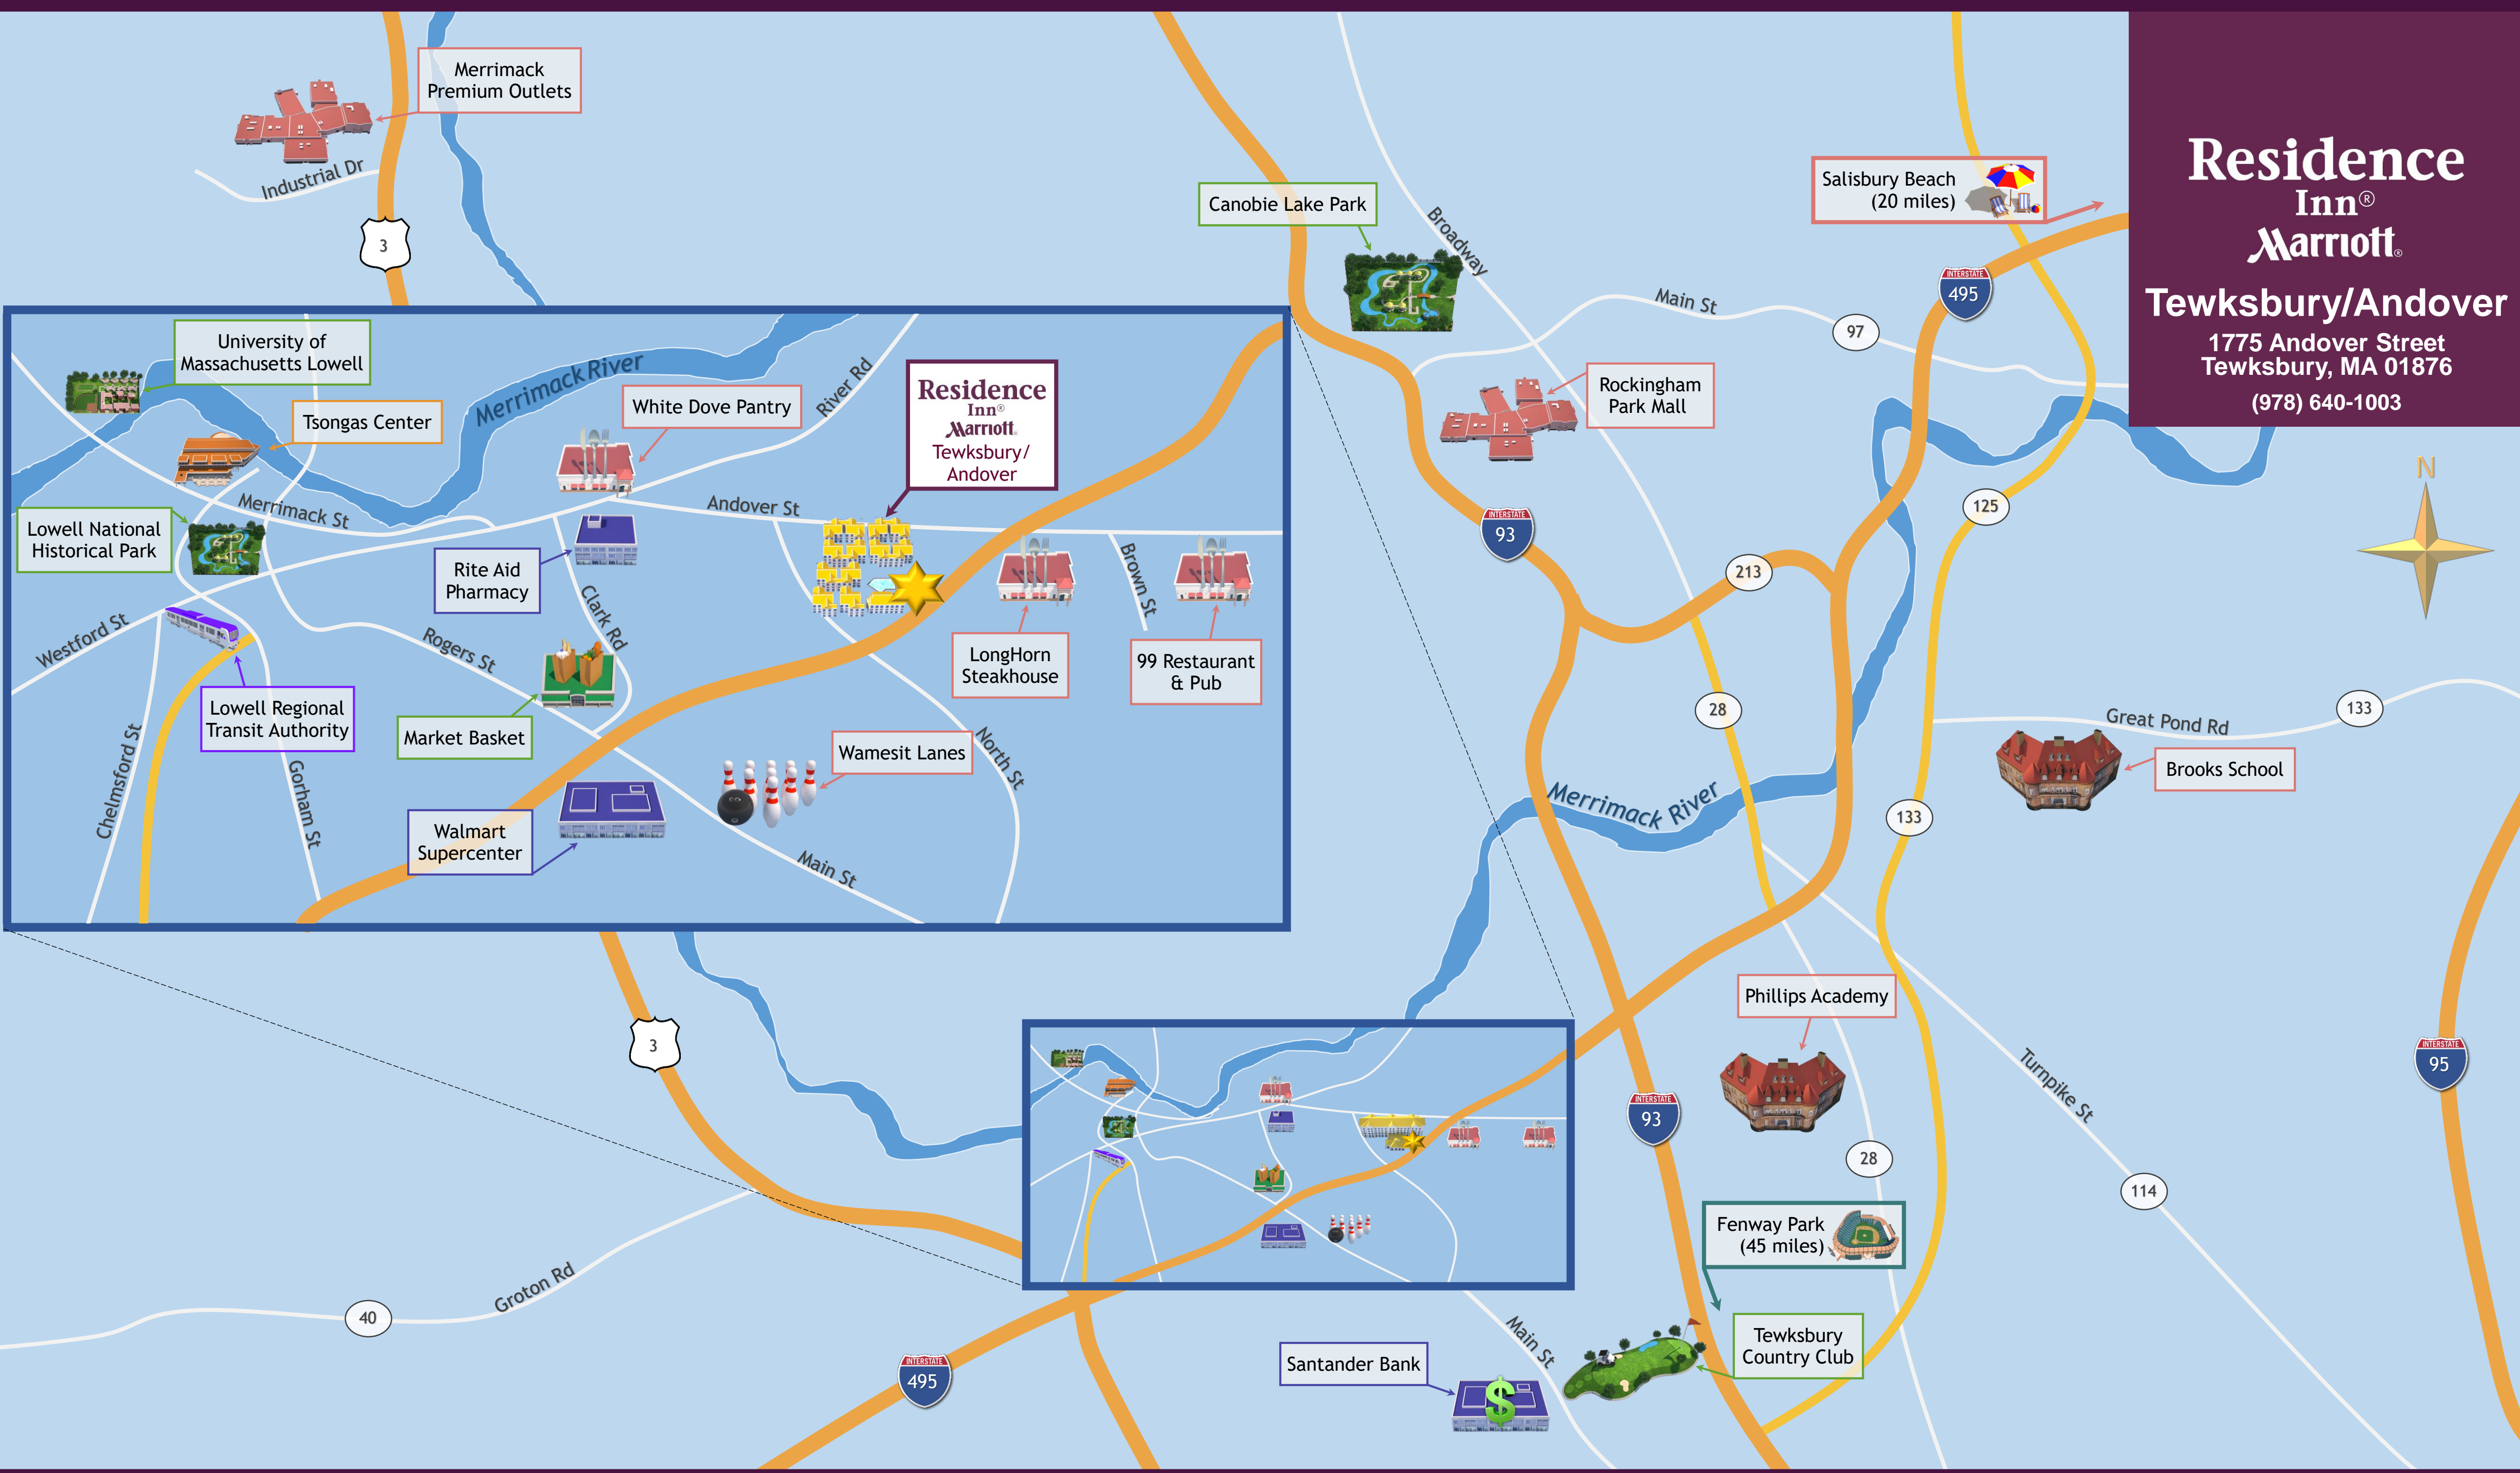 Merrimack
Premium Outlets
Industrial Dr
3
Canobie Lake Park
Broadway
Salisbury Beach
(20 miles)
INTERSTATE
495
Main St
97
Residence
Inn®
Marriott®
Tewksbury/Andover
1775 Andover Street
Tewksbury, MA 01876
(978) 640-1003
N
Rockingham
Park Mall
INTERSTATE
93
125
213
28
133
Great Pond Rd
133
Brooks School
Merrimack River
University of
Massachusetts Lowell
Tsongas Center
Merrimack River
White Dove Pantry
River Rd
Residence
Inn®
Marriott®
Tewksbury/
Andover
Lowell National
Historical Park
Merrimack St
Andover St
Rite Aid
Pharmacy
Clark Rd
Brown St
Westford St
Rogers St
LongHorn
Steakhouse
99 Restaurant
& Pub
Lowell Regional
Transit Authority
Market Basket
Wamesit Lanes
North St
Chelmsford St
Gorham St
Walmart
Supercenter
Main St
3
Phillips Academy
INTERSTATE
93
Turnpike St
INTERSTATE
95
28
114
Fenway Park
(45 miles)
Groton Rd
40
INTERSTATE
495
Main St
Santander Bank
$
Tewksbury
Country Club